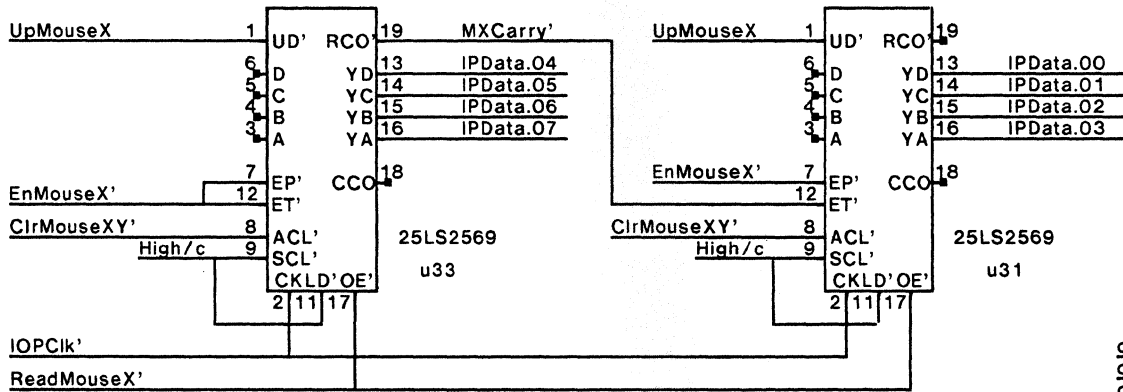 UpMouseX 1 UD' RCO' 19 MXCarry' UpMouseX 1 UD' RCO' 19
6 D YD 13 IPData.04 6 D YD 13 IPData.00
5 C YC 14 IPData.05 5 C YC 14 IPData.01
4 B YB 15 IPData.06 4 B YB 15 IPData.02
3 A YA 16 IPData.07 3 A YA 16 IPData.03
7 EP' CCO 18 EnMouseX' 7 EP' CCO 18
EnMouseX' 12 ET' 12 ET'
ClrMouseXY' 8 ACL' 25LS2569 ClrMouseXY' 8 ACL' 25LS2569
High/c 9 SCL' u33 High/c 9 SCL' u31
CK LD' OE' CK LD' OE'
2 11 17 2 11 17
IOPClk'
ReadMouseX'